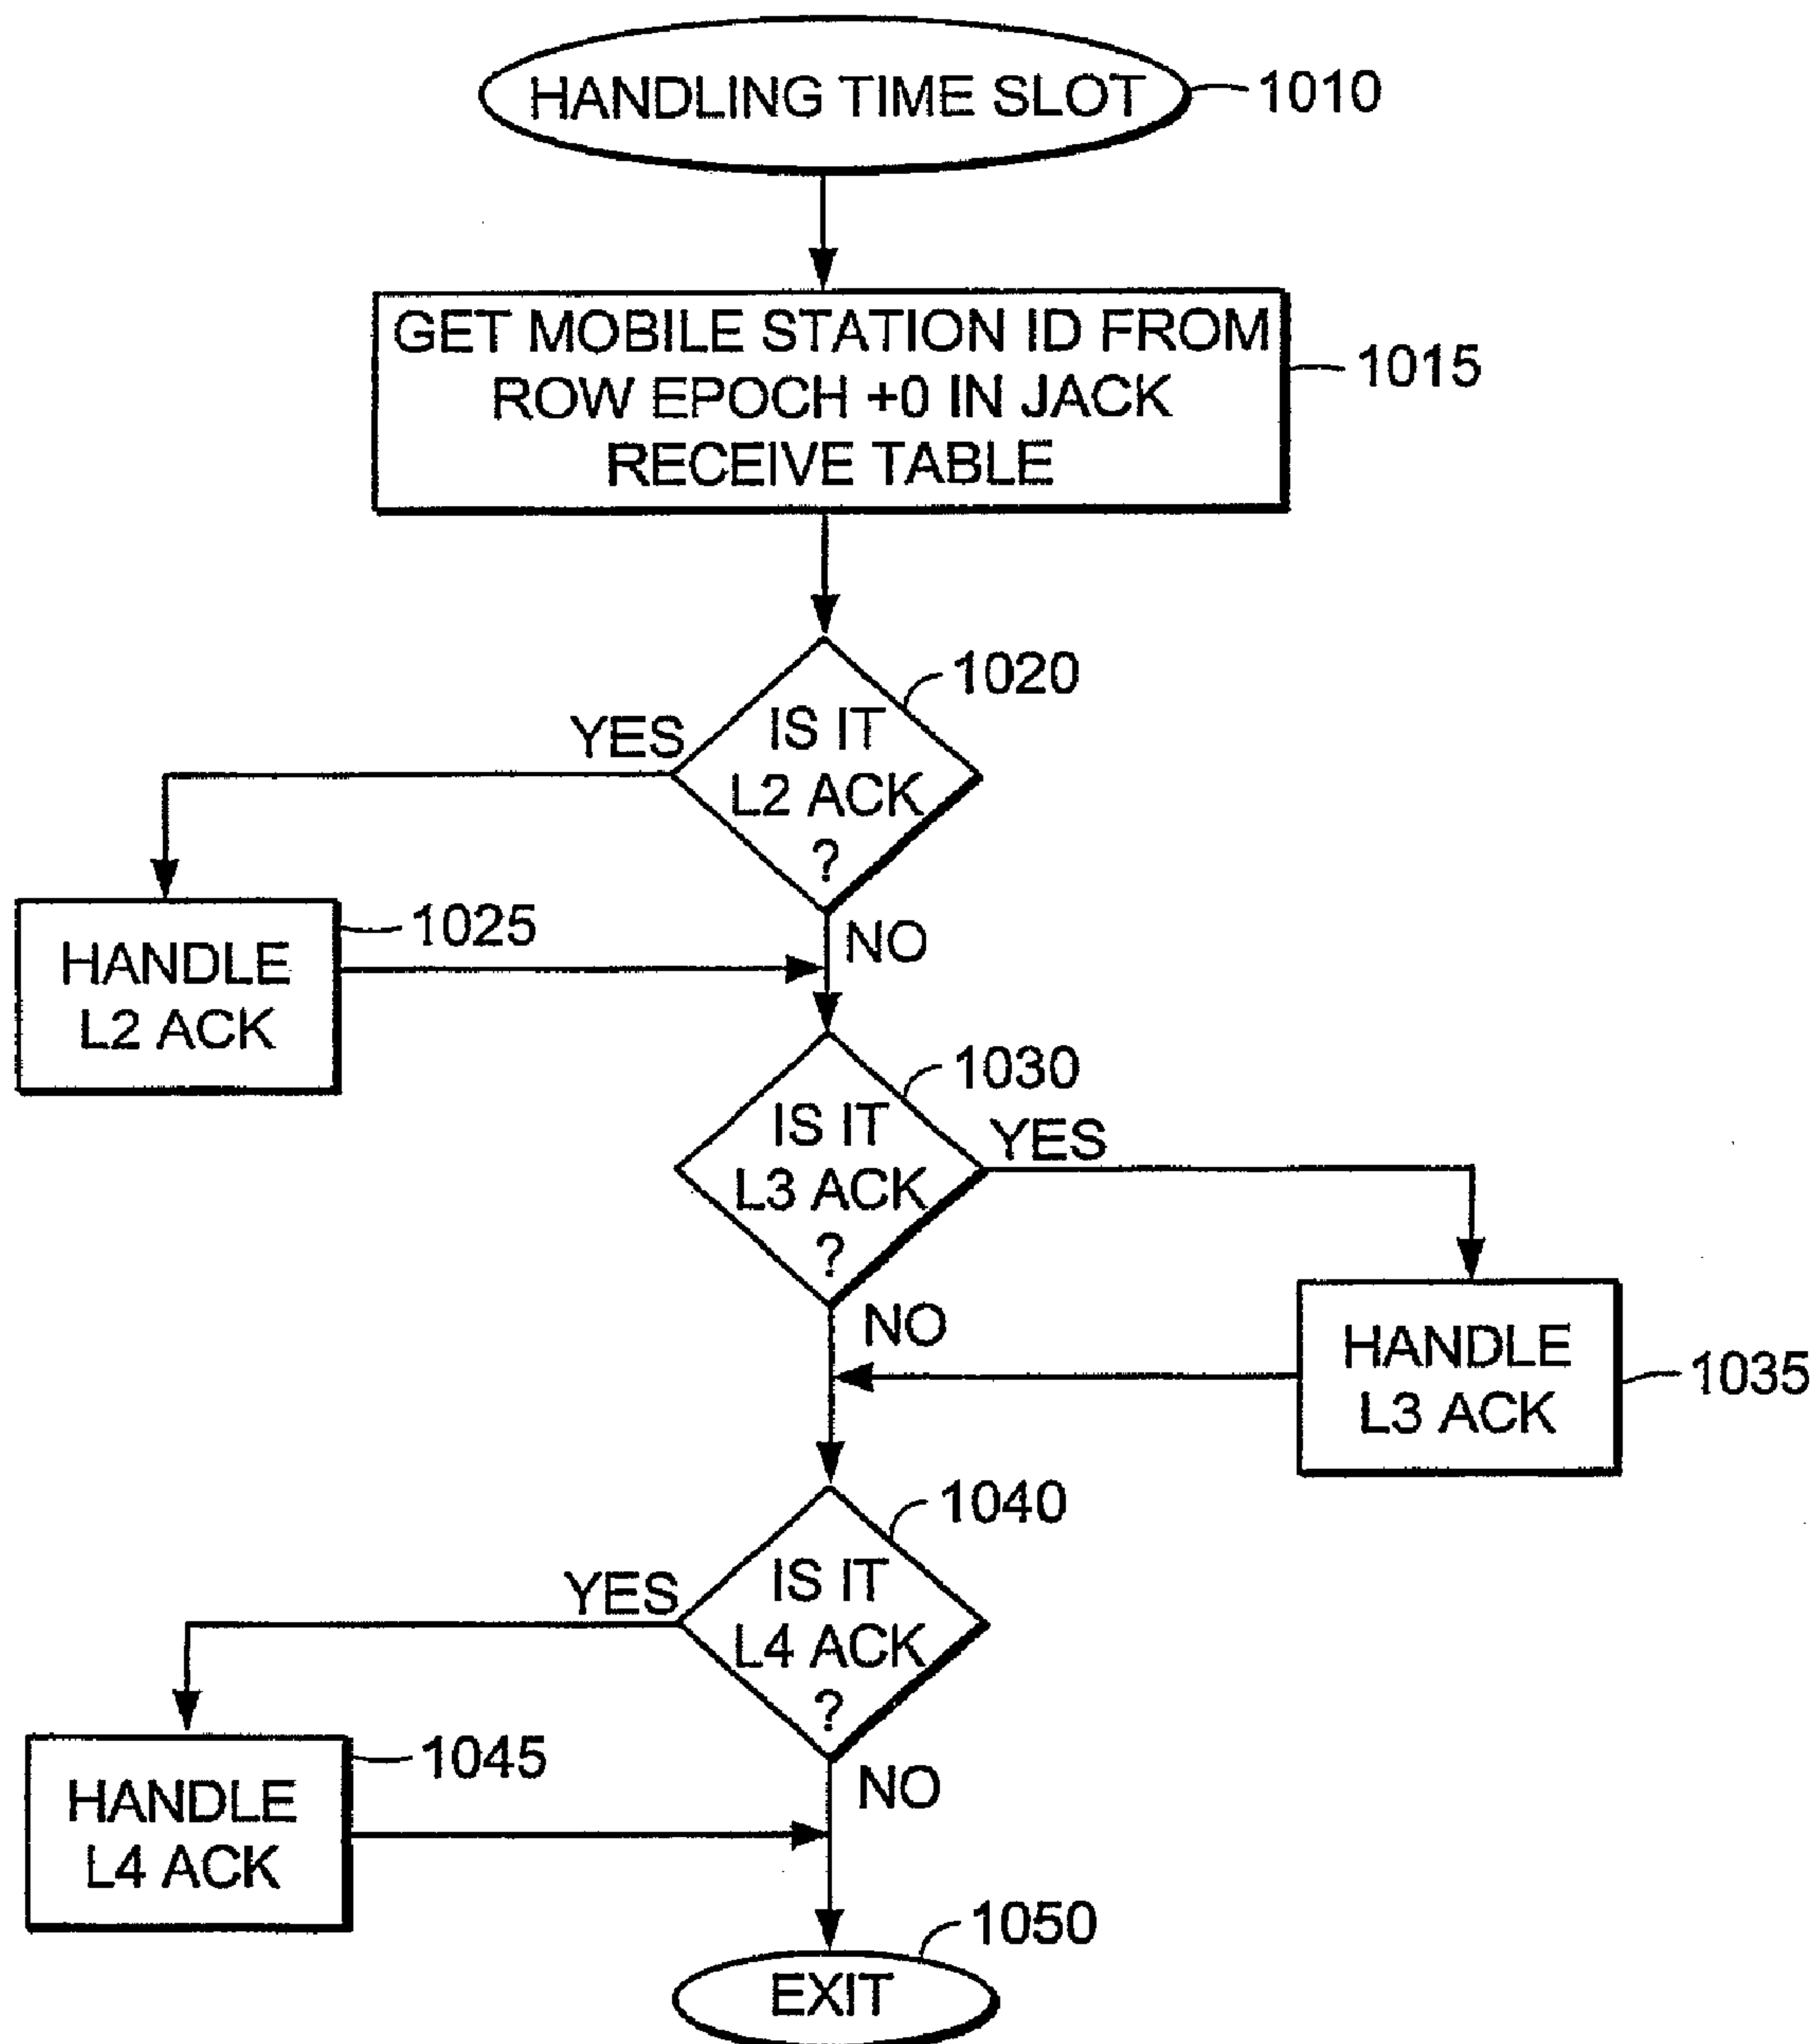 HANDLING TIME SLOT
1010
GET MOBILE STATION ID FROM
ROW EPOCH +0 IN JACK
RECEIVE TABLE
1015
1020
IS IT
L2 ACK
?
YES
NO
1025
HANDLE
L2 ACK
1030
IS IT
L3 ACK
?
YES
NO
HANDLE
L3 ACK
1035
1040
IS IT
L4 ACK
?
YES
NO
1045
HANDLE
L4 ACK
1050
EXIT